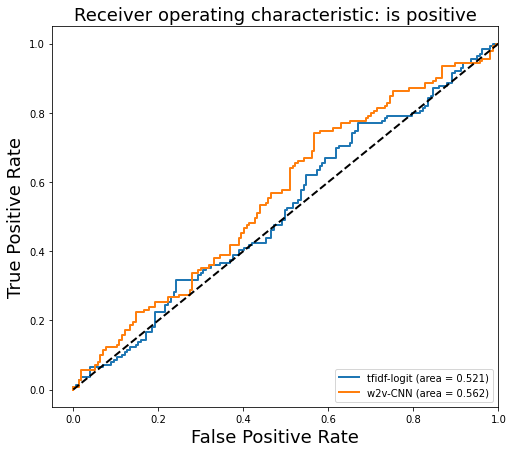 Receiver operating characteristic: is positive
True Positive Rate
1.0
0.8
0.6
0.4
0.2
0.0
0.0 0.2 0.4 0.6 0.8 1.0
False Positive Rate
tfidf-logit (area = 0.521)
w2v-CNN (area = 0.562)